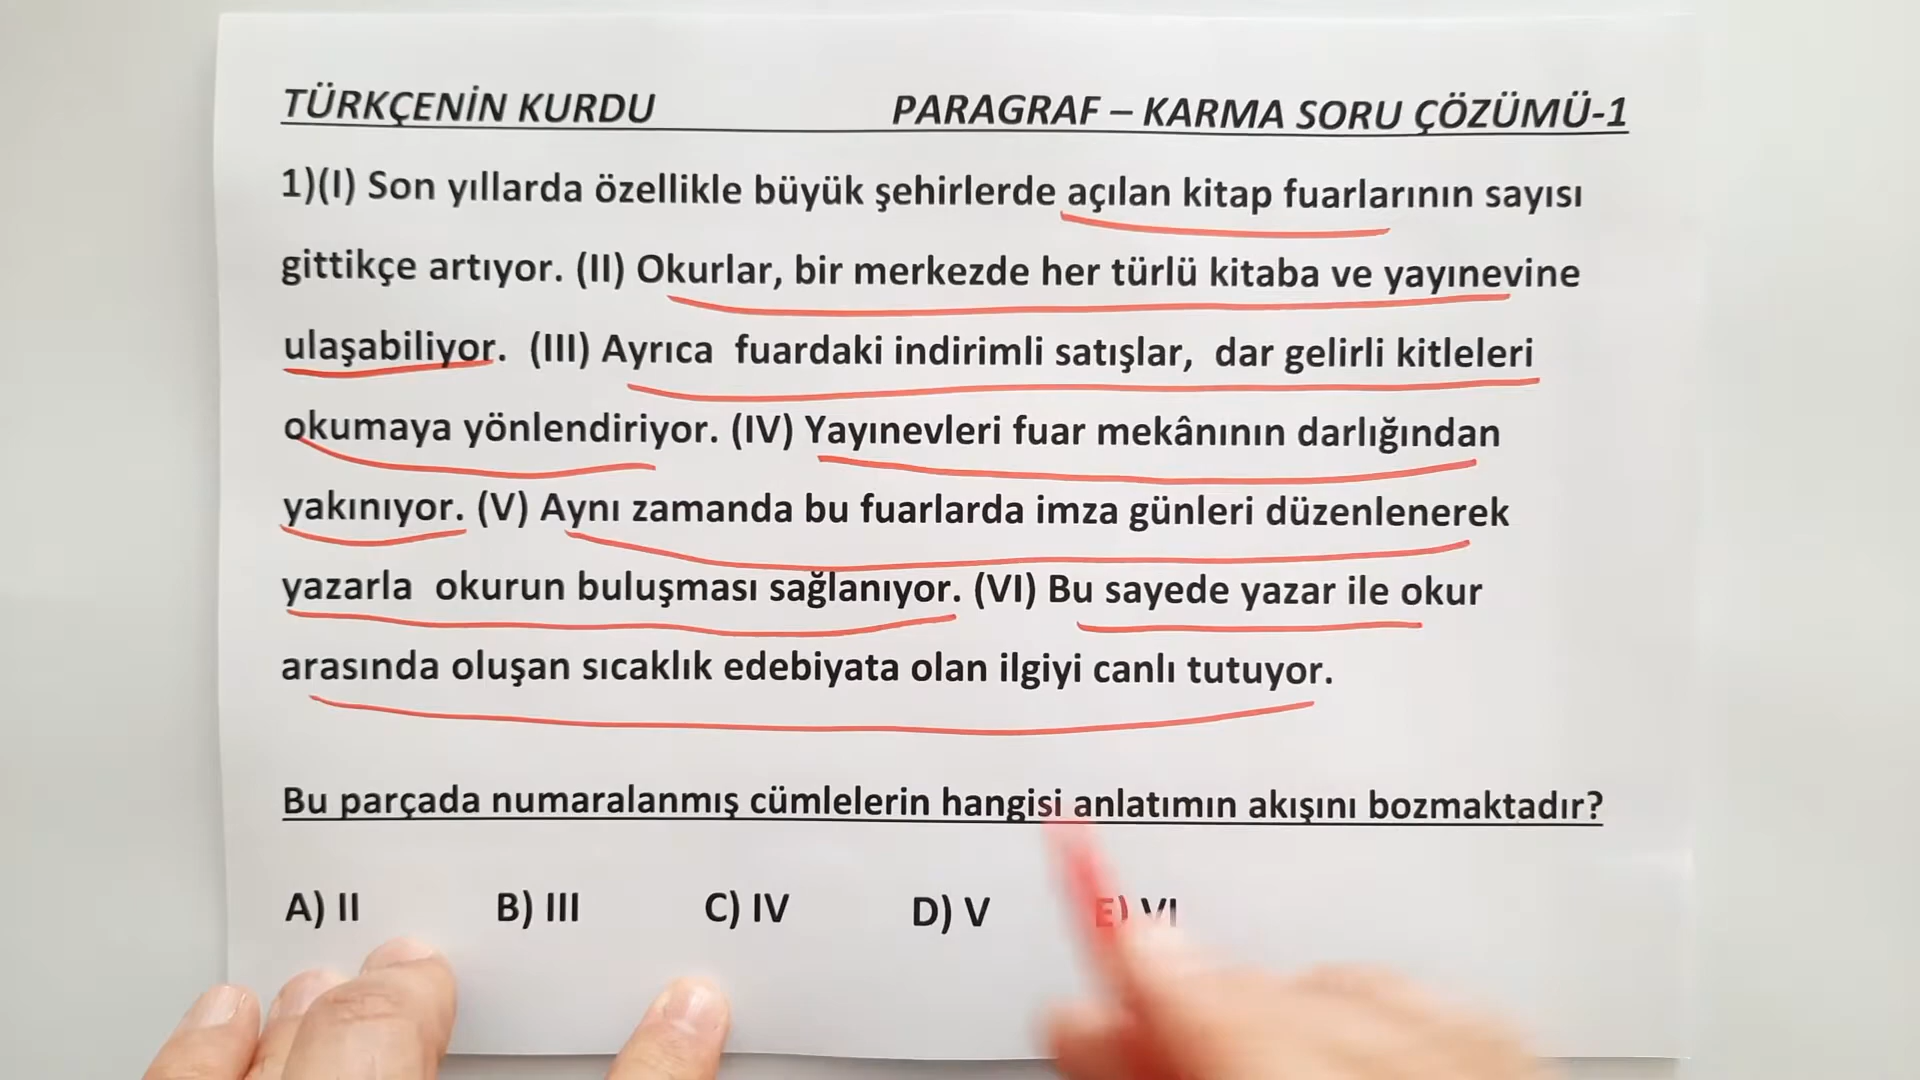 TÜRKÇENİN KURDU PARAGRAF – KARMA SORU ÇÖZÜMÜ-1
1)(I) Son yıllarda özellikle büyük şehirlerde açılan kitap fuarlarının sayısı
gittikçe artıyor. (II) Okurlar, bir merkezde her türlü kitaba ve yayınevine
ulaşabiliyor. (III) Ayrıca fuardaki indirimli satışlar, dar gelirli kitleleri
okumaya yönlendiriyor. (IV) Yayınevleri fuar mekânının darlığından
yakınıyor. (V) Aynı zamanda bu fuarlarda imza günleri düzenlenerek
yazarla okurun buluşması sağlanıyor. (VI) Bu sayede yazar ile okur
arasında oluşan sıcaklık edebiyata olan ilgiyi canlı tutuyor.
Bu parçada numaralanmış cümlelerin hangisi anlatımın akışını bozmaktadır?
A) II B) III C) IV D) V E) VI